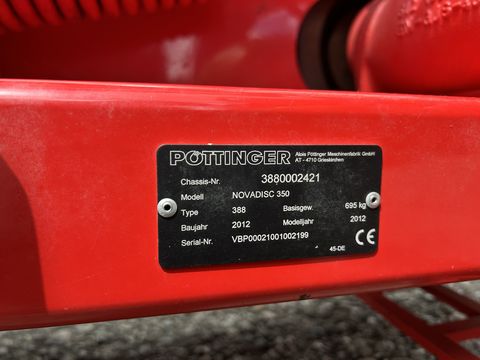 PÖTTINGER Alois Pöttinger Maschinenfabrik GmbH
AT - 4710 Grieskirchen
Chassis-Nr. 3880002421
Modell NOVADISC 350
Type 388 Basisgew. 695 kg
Baujahr 2012 Modelljahr 2012
Serial-Nr. VBP00021001002199 CE
45-DE